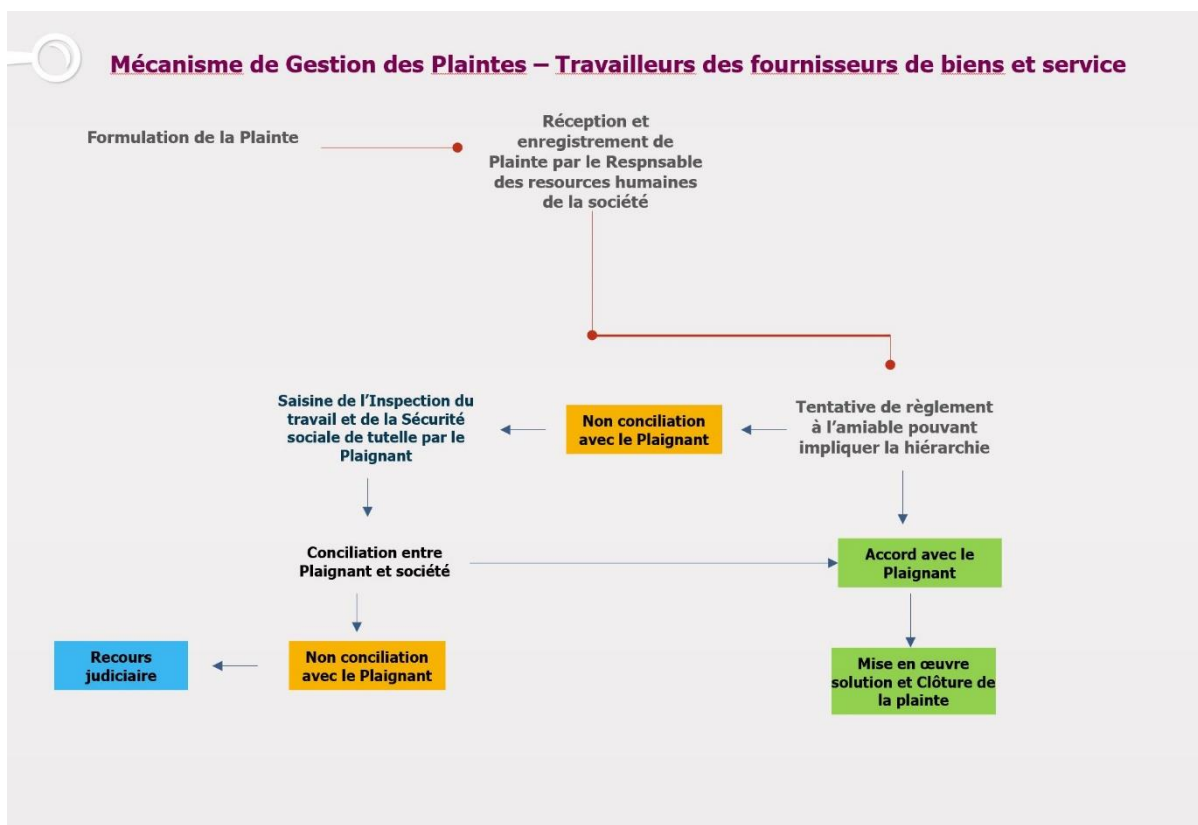 Mécanisme de Gestion des Plaintes – Travailleurs des fournisseurs de biens et service
Formulation de la Plainte
Réception et
enregistrement de
Plainte par le Respnsable
des resources humaines
de la société
Saisine de l’Inspection du
travail et de la Sécurité
sociale de tutelle par le
Plaignant
Non conciliation
avec le Plaignant
Tentative de règlement
à l’amiable pouvant
impliquer la hiérarchie
Conciliation entre
Plaignant et société
Accord avec le
Plaignant
Recours
judiciaire
Non conciliation
avec le Plaignant
Mise en œuvre
solution et Clôture de
la plainte